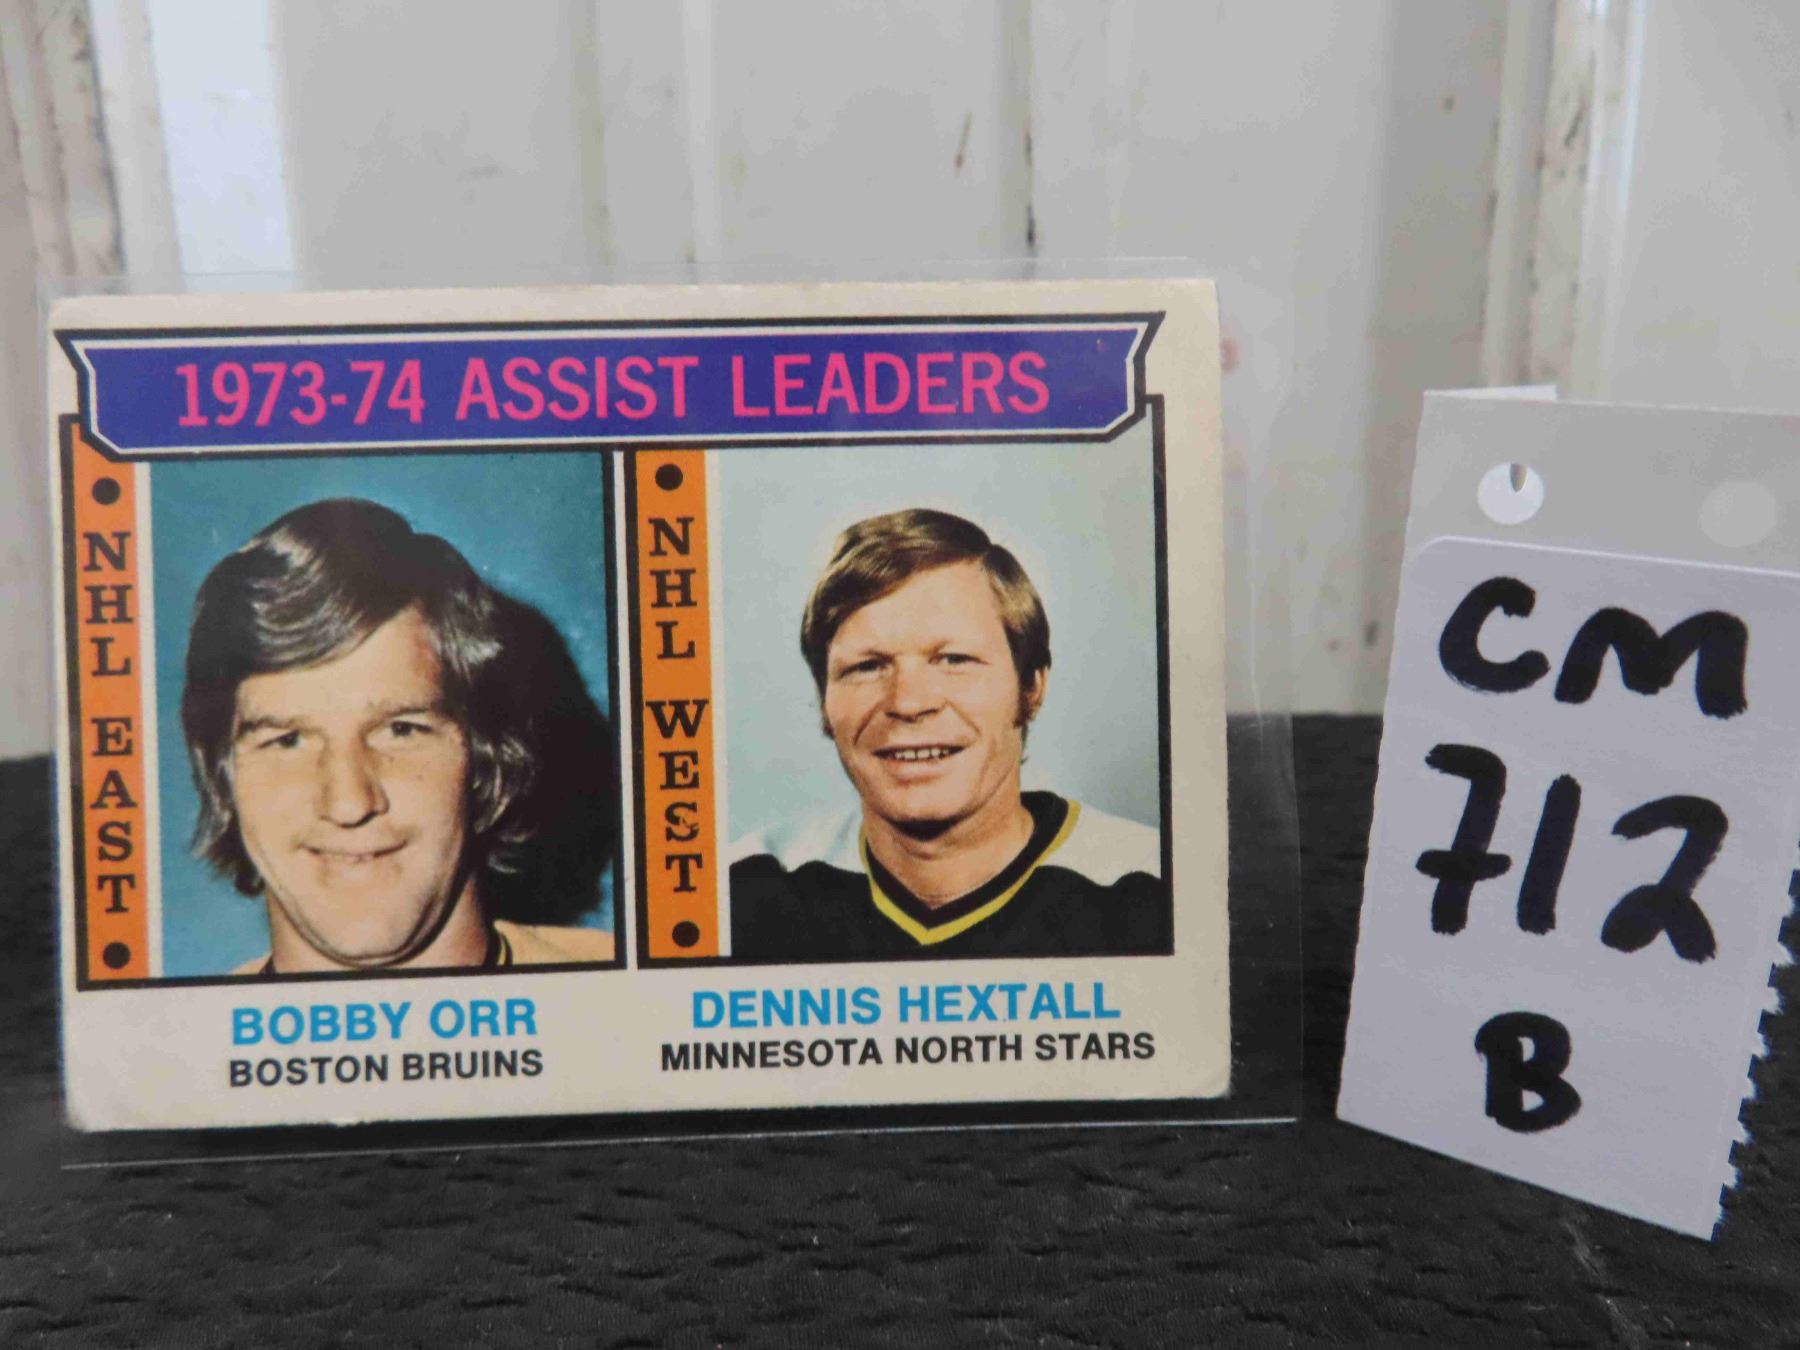 1973-74 ASSIST LEADERS
NHL EAST
NHL WEST
BOBBY ORR
BOSTON BRUINS
DENNIS HEXTALL
MINNESOTA NORTH STARS
CM
712
B